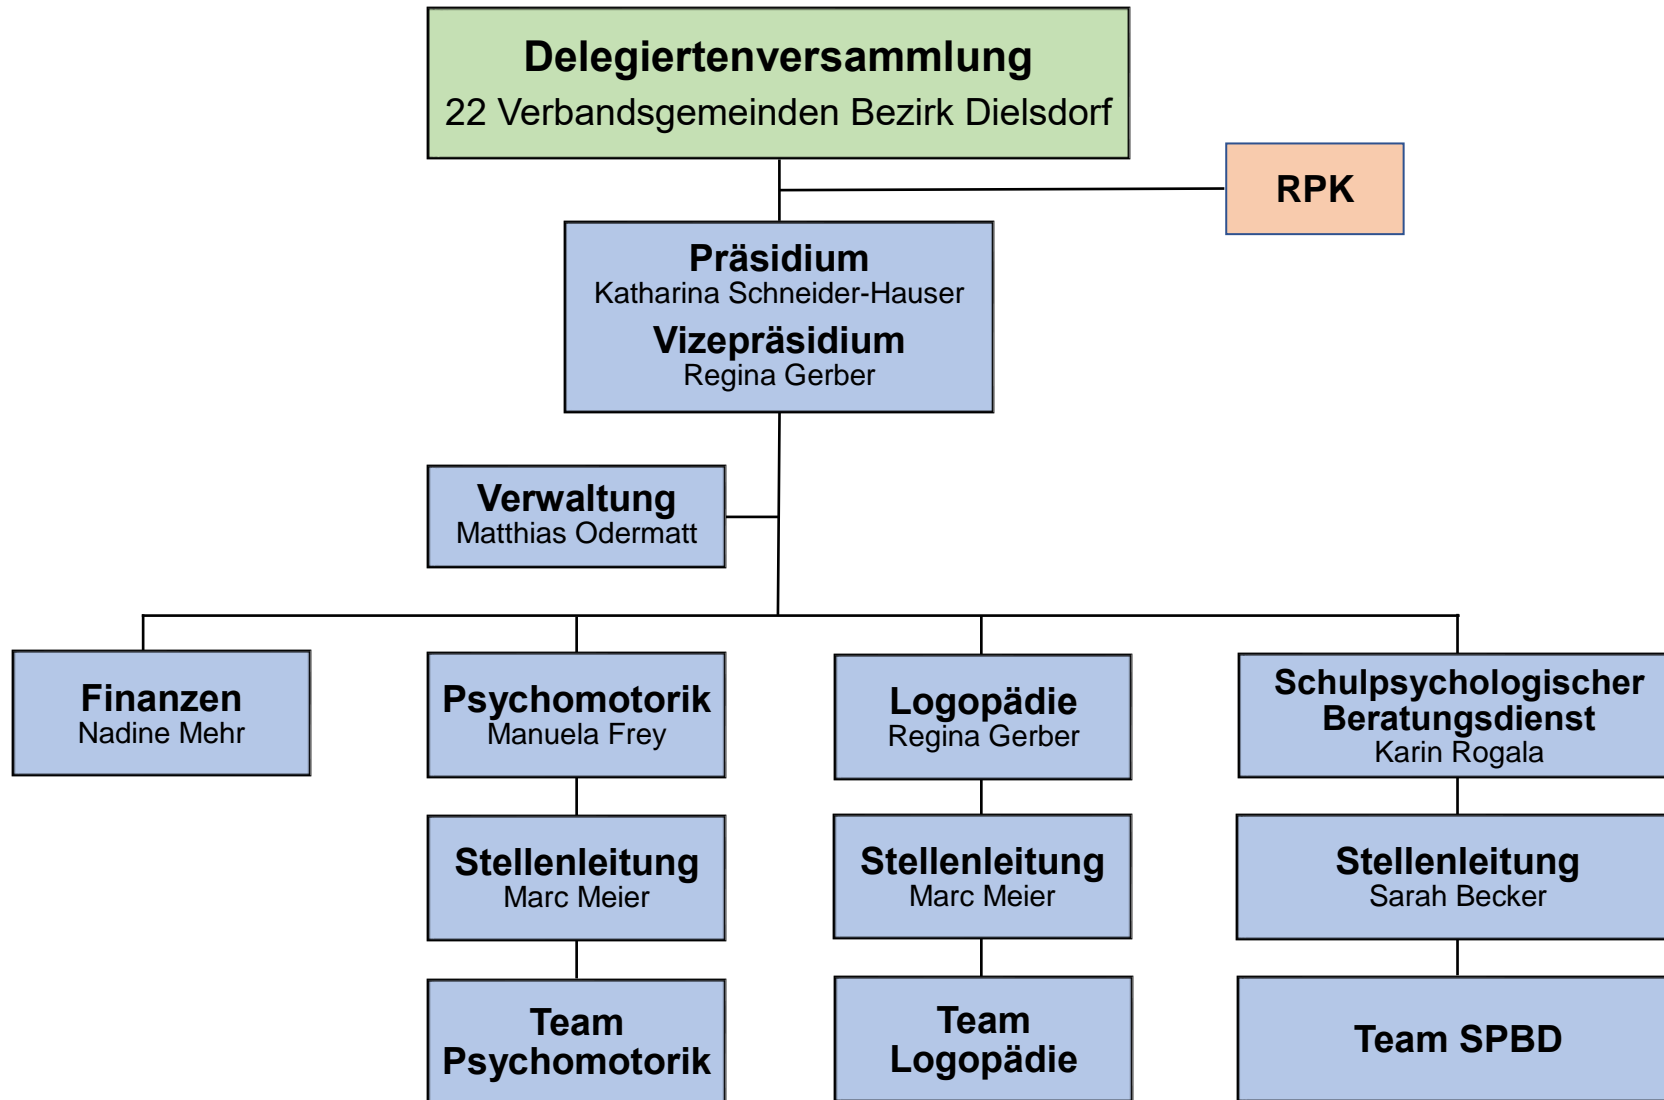 Delegiertenversammlung
22 Verbandsgemeinden Bezirk Dielsdorf
RPK
Präsidium
Katharina Schneider-Hauser
Vizepräsidium
Regina Gerber
Verwaltung
Matthias Odermatt
Finanzen
Nadine Mehr
Psychomotorik
Manuela Frey
Logopädie
Regina Gerber
Schulpsychologischer
Beratungsdienst
Karin Rogala
Stellenleitung
Marc Meier
Stellenleitung
Marc Meier
Stellenleitung
Sarah Becker
Team
Psychomotorik
Team
Logopädie
Team SPBD